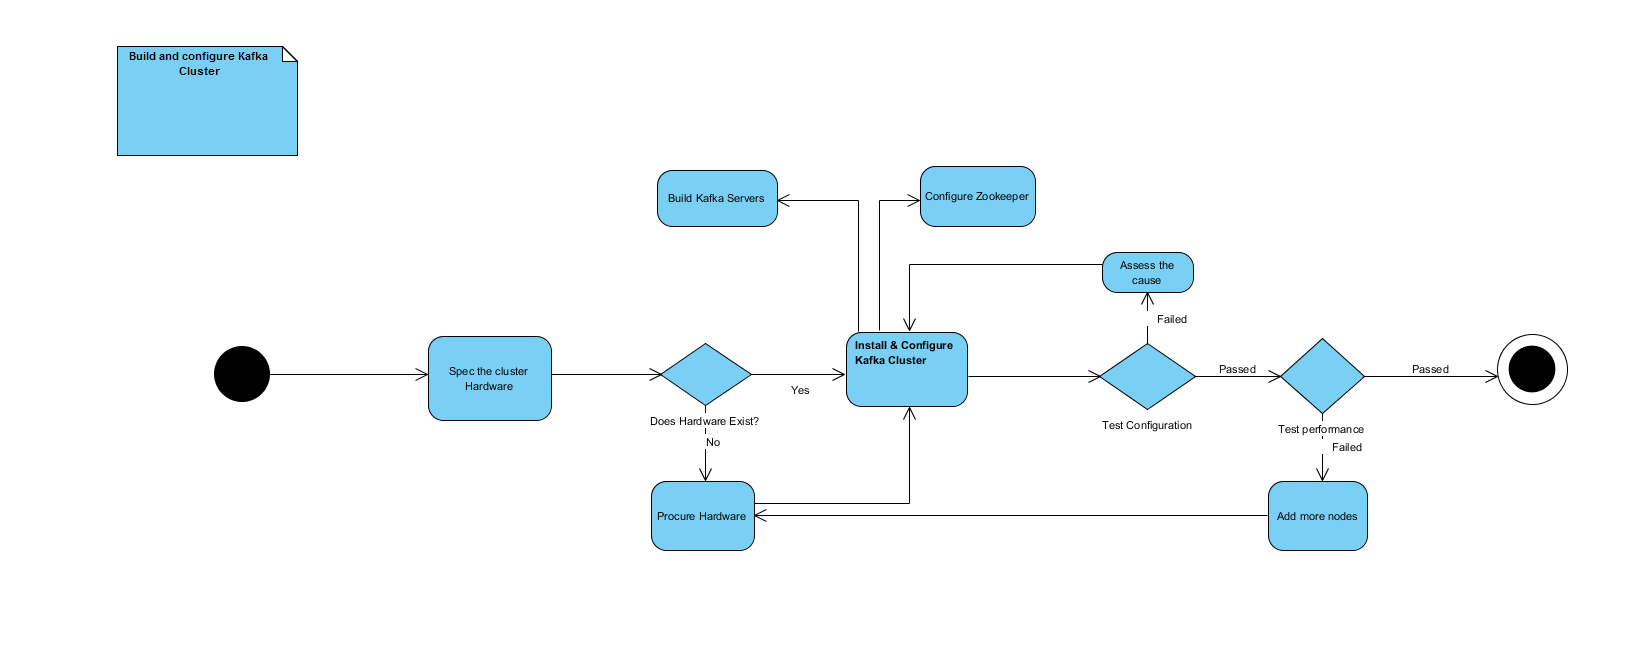 Build and configure Kafka
Cluster
Build Kafka Servers
Configure Zookeeper
Assess the
cause
Failed
Install & Configure
Kafka Cluster
Spec the cluster
Hardware
Yes
Passed
Passed
Does Hardware Exist?
No
Test Configuration
Test performance
Failed
Procure Hardware
Add more nodes